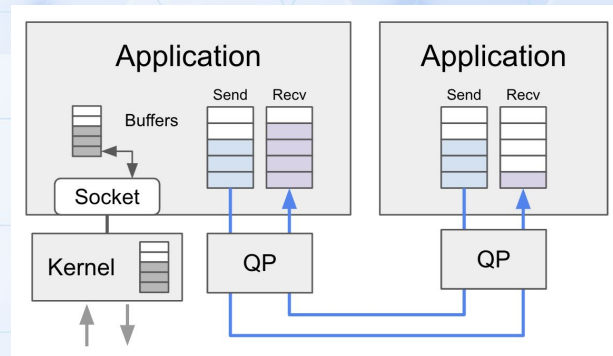 Application
Send
Recv
Buffers
Socket
Kernel
QP
Application
Send
Recv
QP